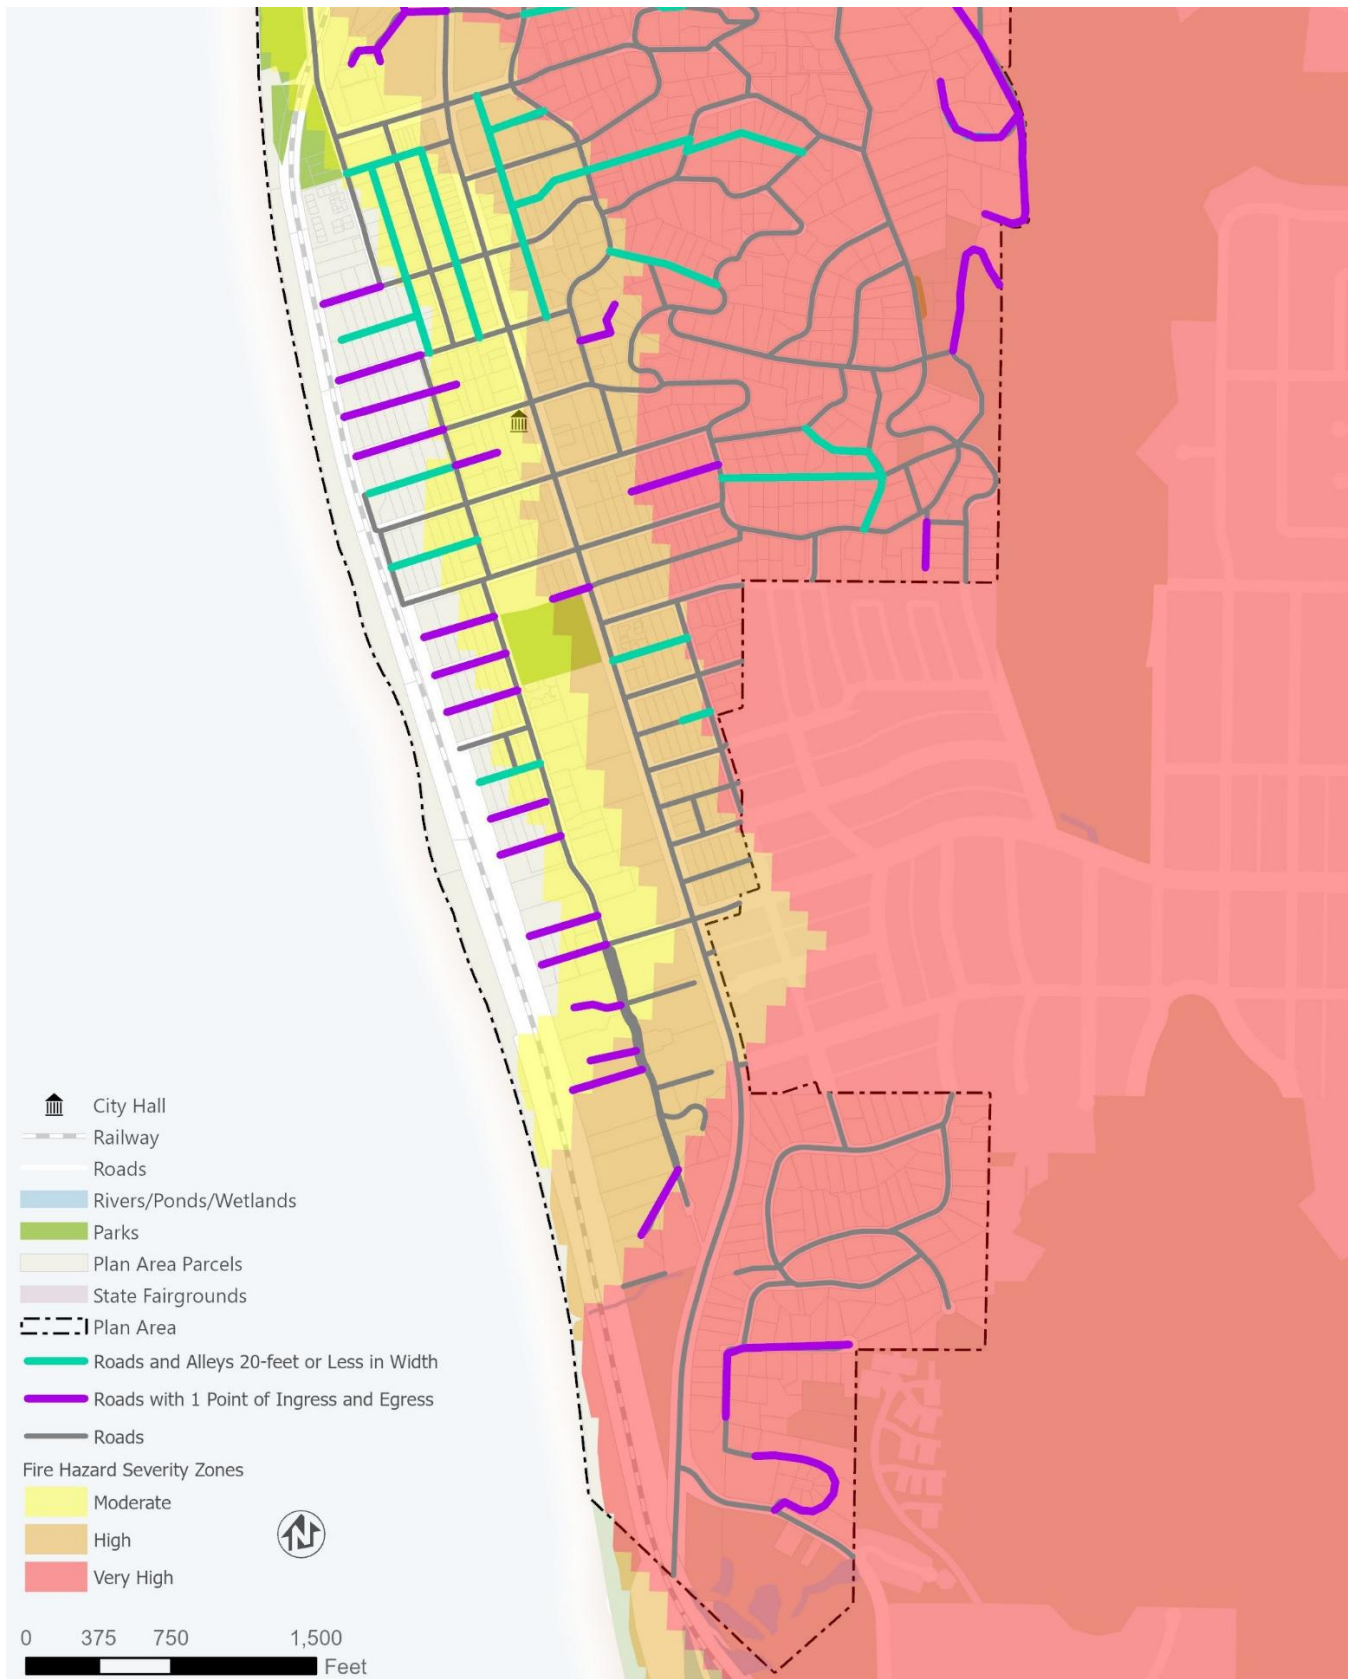 City Hall
Railway
Roads
Rivers/Ponds/Wetlands
Parks
Plan Area Parcels
State Fairgrounds
Plan Area
Roads and Alleys 20-feet or Less in Width
Roads with 1 Point of Ingress and Egress
Roads
Fire Hazard Severity Zones
Moderate
High
Very High
N
0 375 750 1,500
Feet